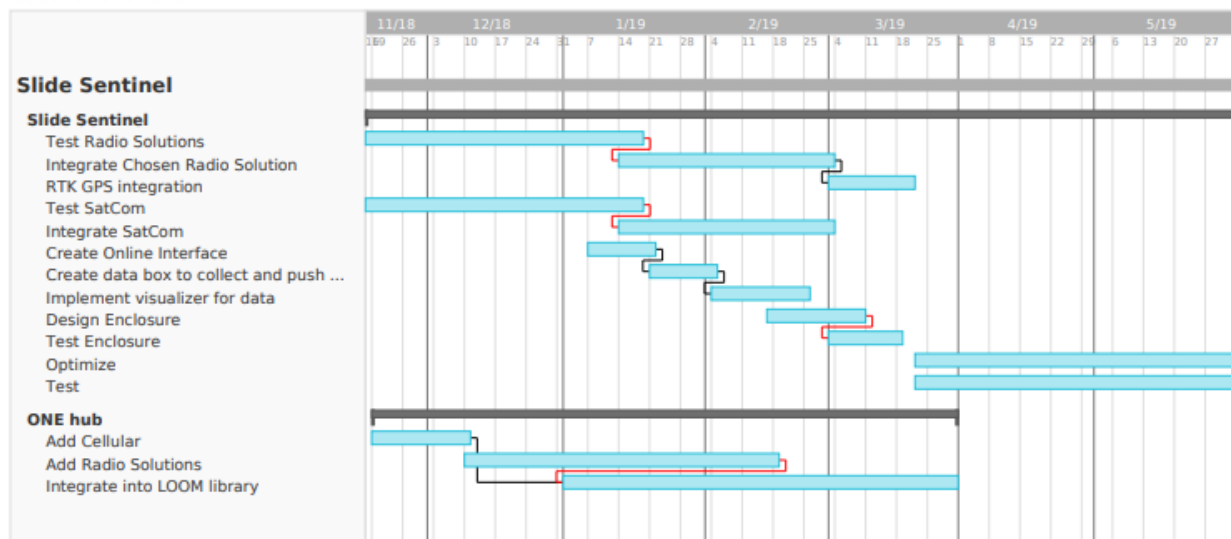 11/18 12/18 1/19 2/19 3/19 4/19 5/19
19 26 3 10 17 24 31 7 14 21 28 4 11 18 25 4 11 18 25 1 8 15 22 29 6 13 20 27
Slide Sentinel
Slide Sentinel
Test Radio Solutions
Integrate Chosen Radio Solution
RTK GPS integration
Test SatCom
Integrate SatCom
Create Online Interface
Create data box to collect and push ...
Implement visualizer for data
Design Enclosure
Test Enclosure
Optimize
Test
ONE hub
Add Cellular
Add Radio Solutions
Integrate into LOOM library